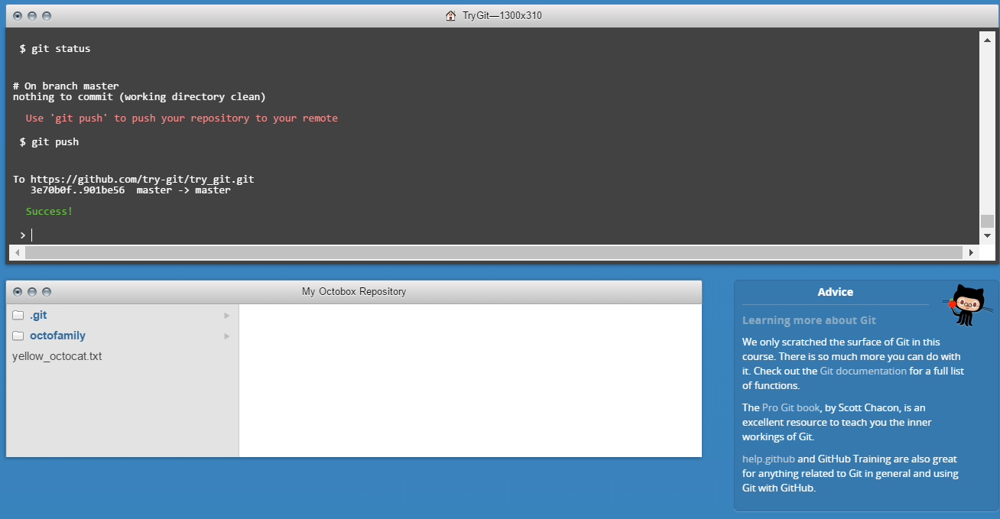 TryGit—1300x310
$ git status
# On branch master
nothing to commit (working directory clean)
Use 'git push' to push your repository to your remote
$ git push
To https://github.com/try-git/try_git.git
3e70b0f..901be56  master -> master
Success!
>
My Octobox Repository
.git
octofamily
yellow_octocat.txt
Advice
Learning more about Git
We only scratched the surface of Git in this
course. There is so much more you can do with
it. Check out the Git documentation for a full list
of functions.
The Pro Git book, by Scott Chacon, is an
excellent resource to teach you the inner
workings of Git.
help.github and GitHub Training are also great
for anything related to Git in general and using
Git with GitHub.